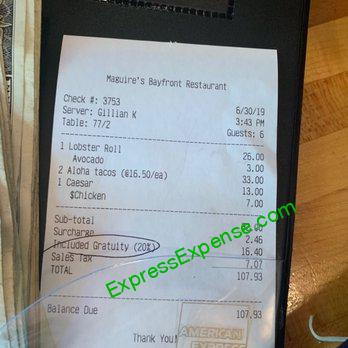 Maguire's Bayfront Restaurant
Check #: 3753 6/30/19
Server: Gillian K 3:43 PM
Table: 77/2 Guests: 6
1 Lobster Roll 26.00
Avocado 3.00
2 Aloha tacos (@16.50/ea) 33.00
1 Caesar 13.00
$Chicken 7.00
Sub-total
Surcharge 2.46
Included Gratuity (20%) 16.40
Sales Tax 7.07
TOTAL 107.93
Balance Due 107.93
Thank You!
AMERICAN
EXPRESS
ExpressExpense.com